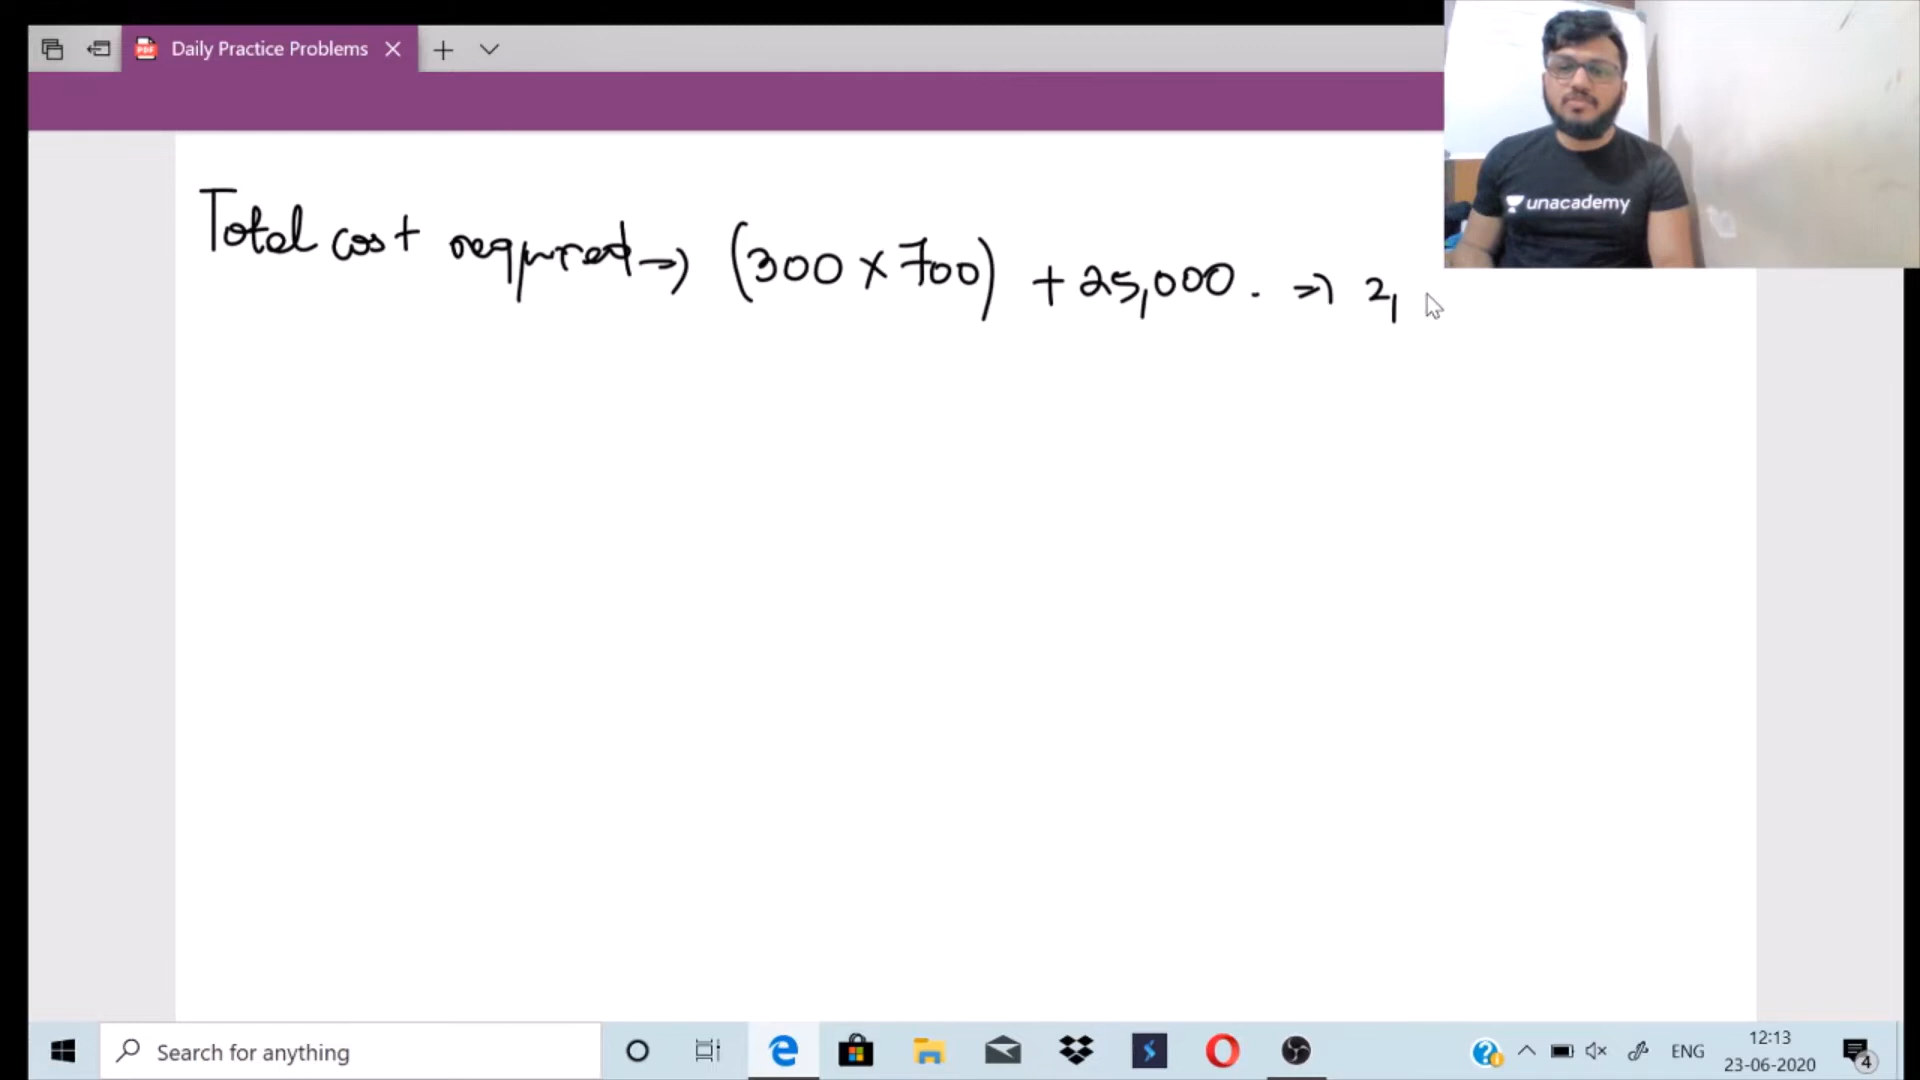 Daily Practice Problems
unacademy
Total cost required → (300 × 700) + 25,000. ⇒ 2,
Search for anything
ENG
12:13
23-06-2020
4